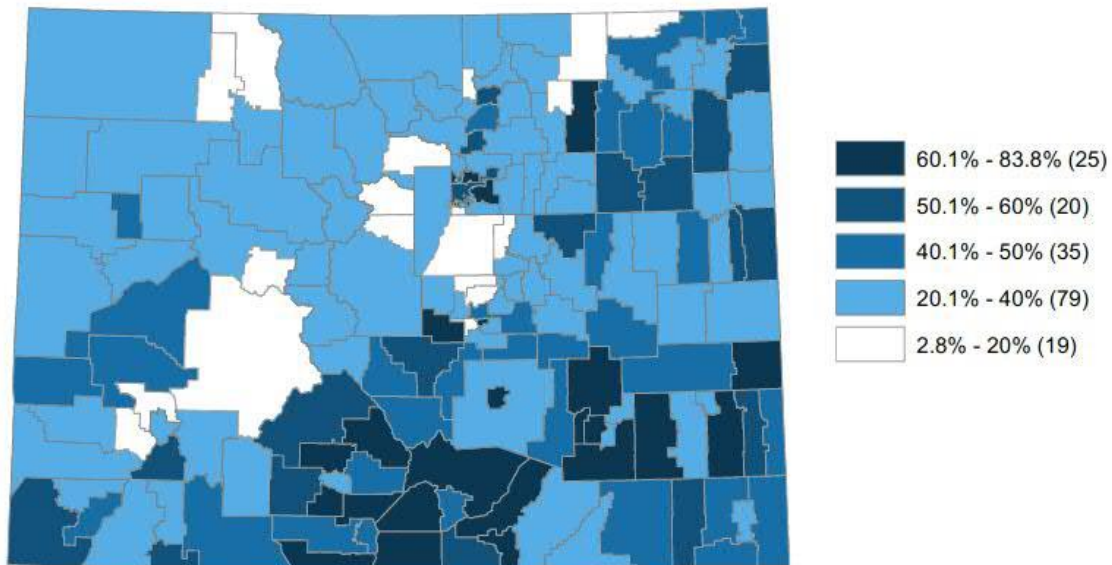 60.1% - 83.8% (25)
50.1% - 60% (20)
40.1% - 50% (35)
20.1% - 40% (79)
2.8% - 20% (19)